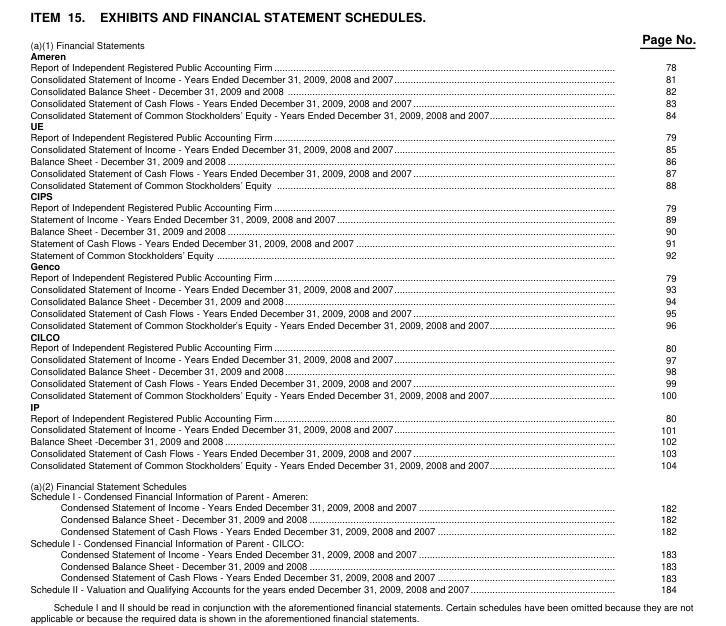 ITEM 15. EXHIBITS AND FINANCIAL STATEMENT SCHEDULES.
Page No.
(a)(1) Financial Statements
Ameren
Report of Independent Registered Public Accounting Firm 78
Consolidated Statement of Income - Years Ended December 31, 2009, 2008 and 2007 81
Consolidated Balance Sheet - December 31, 2009 and 2008 82
Consolidated Statement of Cash Flows - Years Ended December 31, 2009, 2008 and 2007 83
Consolidated Statement of Common Stockholders' Equity - Years Ended December 31, 2009, 2008 and 2007 84
UE
Report of Independent Registered Public Accounting Firm 79
Consolidated Statement of Income - Years Ended December 31, 2009, 2008 and 2007 85
Balance Sheet - December 31, 2009 and 2008 86
Consolidated Statement of Cash Flows - Years Ended December 31, 2009, 2008 and 2007 87
Consolidated Statement of Common Stockholders' Equity 88
CIPS
Report of Independent Registered Public Accounting Firm 79
Statement of Income - Years Ended December 31, 2009, 2008 and 2007 89
Balance Sheet - December 31, 2009 and 2008 90
Statement of Cash Flows - Years Ended December 31, 2009, 2008 and 2007 91
Statement of Common Stockholders' Equity 92
Genco
Report of Independent Registered Public Accounting Firm 79
Consolidated Statement of Income - Years Ended December 31, 2009, 2008 and 2007 93
Consolidated Balance Sheet - December 31, 2009 and 2008 94
Consolidated Statement of Cash Flows - Years Ended December 31, 2009, 2008 and 2007 95
Consolidated Statement of Common Stockholder's Equity - Years Ended December 31, 2009, 2008 and 2007 96
CILCO
Report of Independent Registered Public Accounting Firm 80
Consolidated Statement of Income - Years Ended December 31, 2009, 2008 and 2007 97
Consolidated Balance Sheet - December 31, 2009 and 2008 98
Consolidated Statement of Cash Flows - Years Ended December 31, 2009, 2008 and 2007 99
Consolidated Statement of Common Stockholders' Equity - Years Ended December 31, 2009, 2008 and 2007 100
IP
Report of Independent Registered Public Accounting Firm 80
Consolidated Statement of Income - Years Ended December 31, 2009, 2008 and 2007 101
Balance Sheet -December 31, 2009 and 2008 102
Consolidated Statement of Cash Flows - Years Ended December 31, 2009, 2008 and 2007 103
Consolidated Statement of Common Stockholders' Equity - Years Ended December 31, 2009, 2008 and 2007 104
(a)(2) Financial Statement Schedules
Schedule I - Condensed Financial Information of Parent - Ameren:
Condensed Statement of Income - Years Ended December 31, 2009, 2008 and 2007 182
Condensed Balance Sheet - December 31, 2009 and 2008 182
Condensed Statement of Cash Flows - Years Ended December 31, 2009, 2008 and 2007 182
Schedule I - Condensed Financial Information of Parent - CILCO:
Condensed Statement of Income - Years Ended December 31, 2009, 2008 and 2007 183
Condensed Balance Sheet - December 31, 2009 and 2008 183
Condensed Statement of Cash Flows - Years Ended December 31, 2009, 2008 and 2007 183
Schedule II - Valuation and Qualifying Accounts for the years ended December 31, 2009, 2008 and 2007 184
Schedule I and II should be read in conjunction with the aforementioned financial statements. Certain schedules have been omitted because they are not
applicable or because the required data is shown in the aforementioned financial statements.